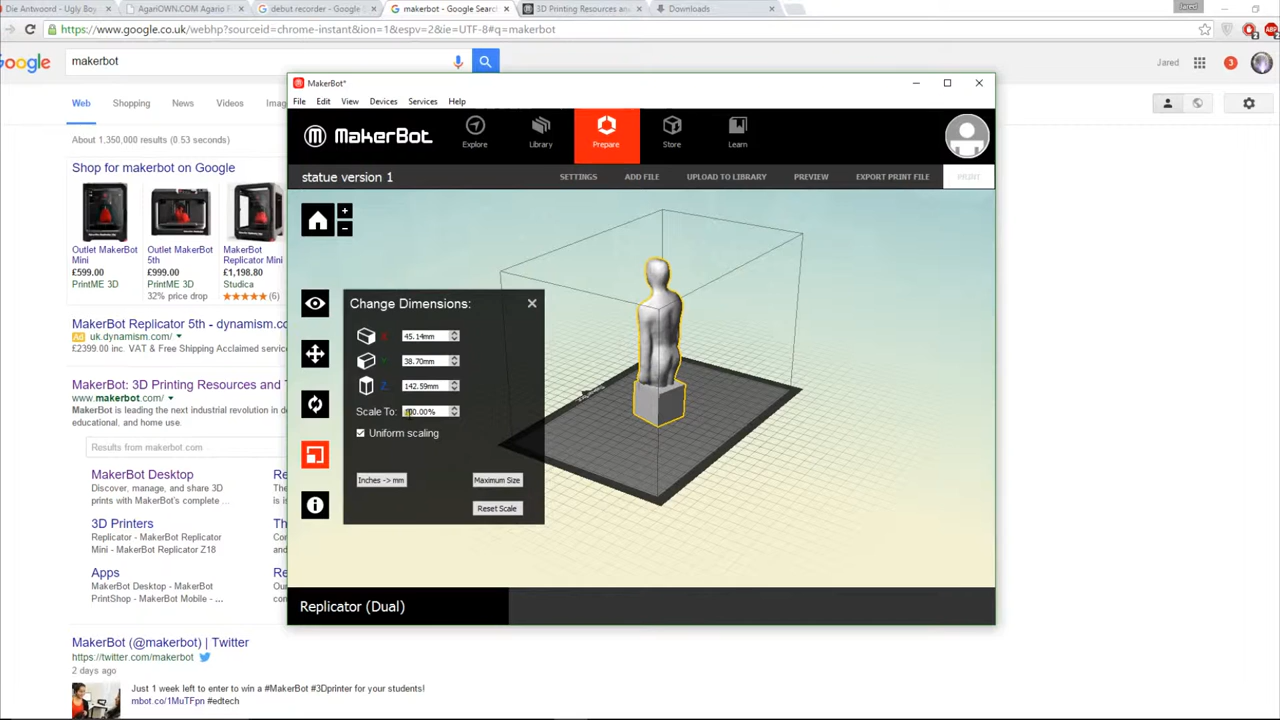 Die Antwoord - Ugly Boy
AgariOWN.COM Agario P
debut recorder - Google S
makerbot - Google Search
3D Printing Resources and
Downloads
Jared
https://www.google.co.uk/webhp?sourceid=chrome-instant&ion=1&espv=2&ie=UTF-8#q=makerbot
oogle
makerbot
Jared
3
Web
Shopping
News
Videos
Imag
About 1,350,000 results (0.53 seconds)
Shop for makerbot on Google
Outlet MakerBot Mini
£599.00
PrintME 3D
Outlet MakerBot 5th
£999.00
PrintME 3D
32% price drop
MakerBot Replicator Mini
£1,198.80
Studica
(6)
MakerBot Replicator 5th - dynamism.com/
Ad uk.dynamism.com/
£2399.00 inc. VAT & Free Shipping Available
MakerBot: 3D Printing Resources and T
www.makerbot.com/
MakerBot is leading the next industrial revolution
educational, and home use.
Results from makerbot.com
MakerBot Desktop
Discover, manage, and share 3D
prints with MakerBot's complete ...
3D Printers
Replicator - MakerBot Replicator
Mini - MakerBot Replicator Z18
Apps
MakerBot Desktop - MakerBot
PrintShop - MakerBot Mobile - ...
MakerBot (@makerbot) | Twitter
https://twitter.com/makerbot
2 days ago
Just 1 week left to enter to win a #MakerBot #3Dprinter for your students!
mbot.co/1MuTFpn #edtech
MakerBot*
File Edit View Devices Services Help
MakerBot
Explore
Library
Prepare
Store
Learn
statue version 1
SETTINGS
ADD FILE
UPLOAD TO LIBRARY
PREVIEW
EXPORT PRINT FILE
PRINT
+
-
Change Dimensions:
X: 45.14mm
Y: 38.70mm
Z: 142.59mm
Scale To: 100.00%
Uniform scaling
Inches -> mm
Maximum Size
Reset Scale
Replicator (Dual)